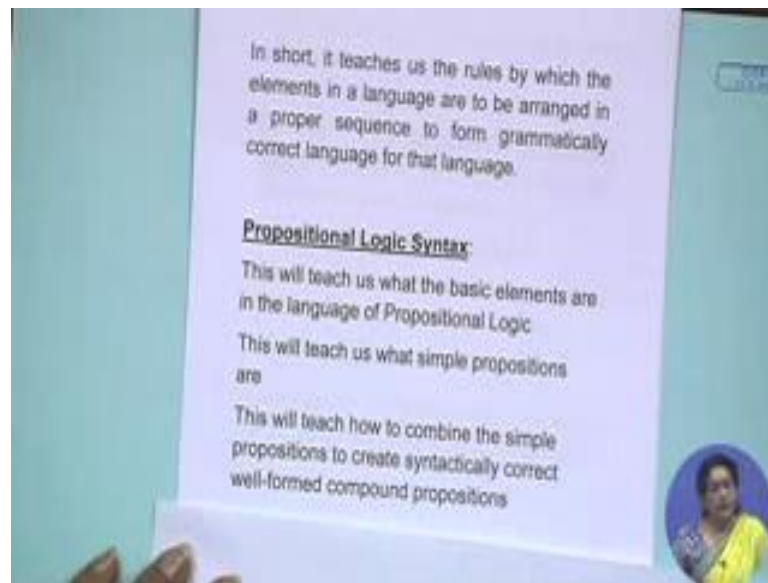 In short, it teaches us the rules by which the
elements in a language are to be arranged in
a proper sequence to form grammatically
correct language for that language.
Propositional Logic Syntax:
This will teach us what the basic elements are
in the language of Propositional Logic
This will teach us what simple propositions
are
This will teach how to combine the simple
propositions to create syntactically correct
well-formed compound propositions